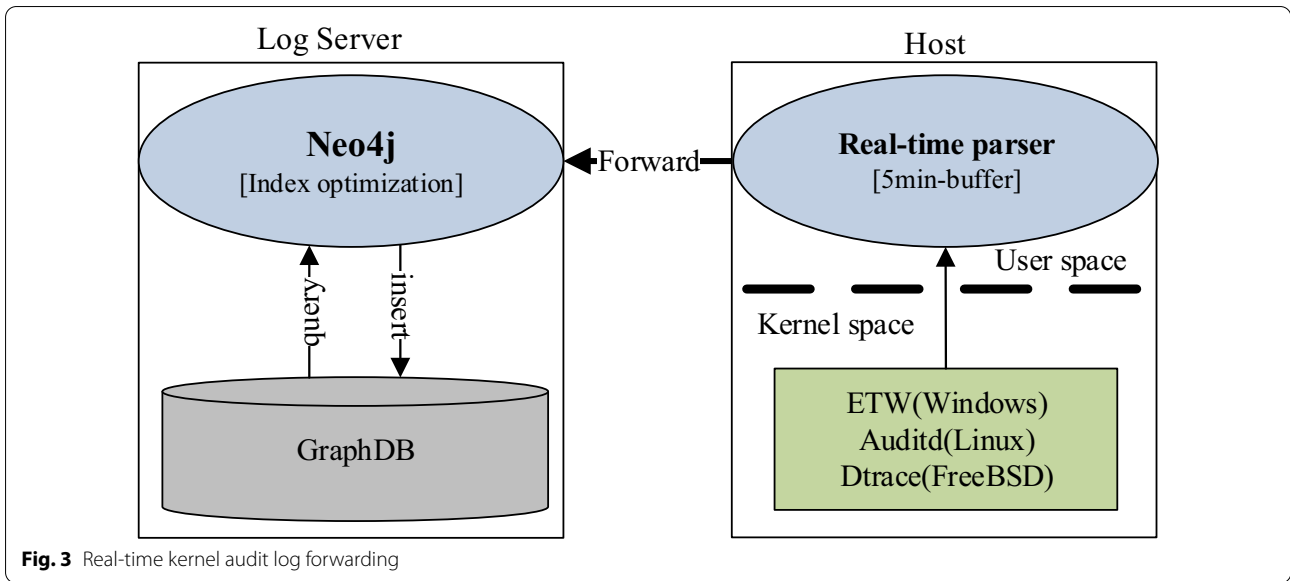 Log Server
Neo4j
[Index optimization]
query
insert
GraphDB
Forward
Host
Real-time parser
[5min-buffer]
User space
Kernel space
ETW(Windows)
Auditd(Linux)
Dtrace(FreeBSD)
Fig. 3 Real-time kernel audit log forwarding